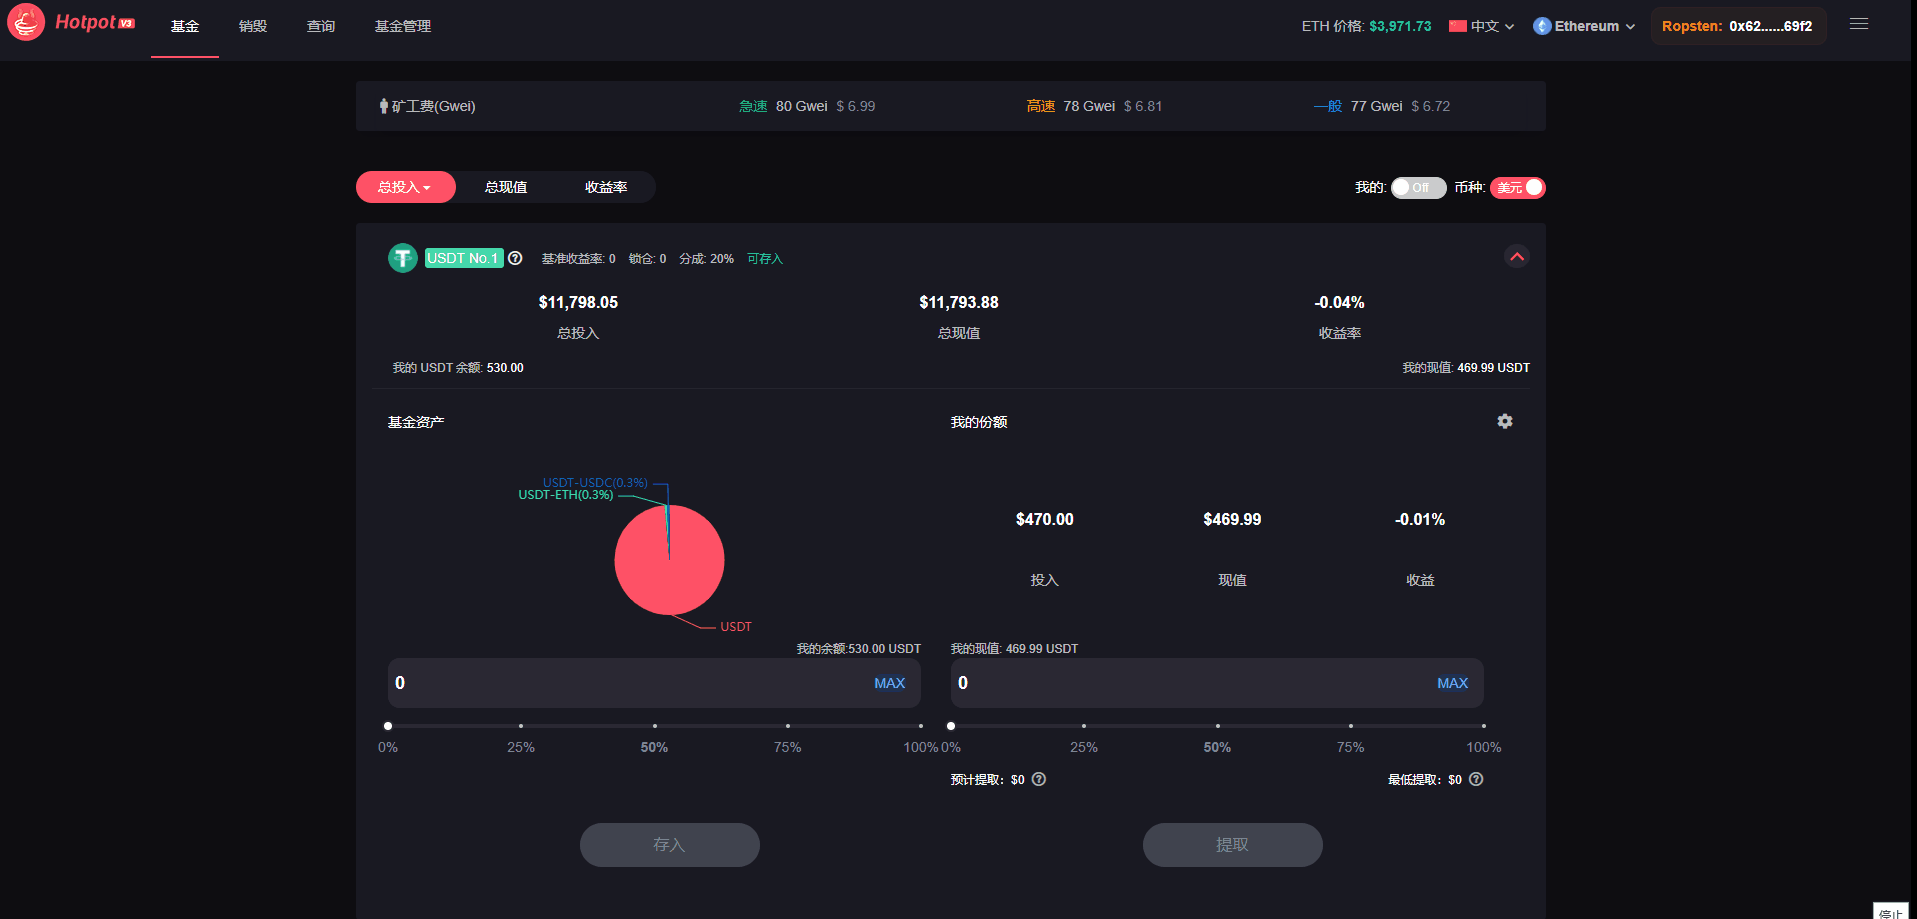 Hotpot V3 基金 销毁 查询 基金管理 ETH 价格: $3,971.73 中文 Ethereum Ropsten: 0x62......69f2
矿工费(Gwei) 急速 80 Gwei $ 6.99 高速 78 Gwei $ 6.81 一般 77 Gwei $ 6.72
总投入 总现值 收益率 我的: Off 币种: 美元
USDT No.1 基准收益率: 0 锁仓: 0 分成: 20% 可存入
$11,798.05 $11,793.88 -0.04%
总投入 总现值 收益率
我的 USDT 余额: 530.00 我的现值: 469.99 USDT
基金资产 我的份额
USDT-USDC(0.3%)
USDT-ETH(0.3%)
$470.00 $469.99 -0.01%
投入 现值 收益
USDT
我的余额:530.00 USDT 我的现值: 469.99 USDT
0 MAX 0 MAX
0% 25% 50% 75% 100% 0% 25% 50% 75% 100%
预计提取: $0 最低提取: $0
存入 提取
停止